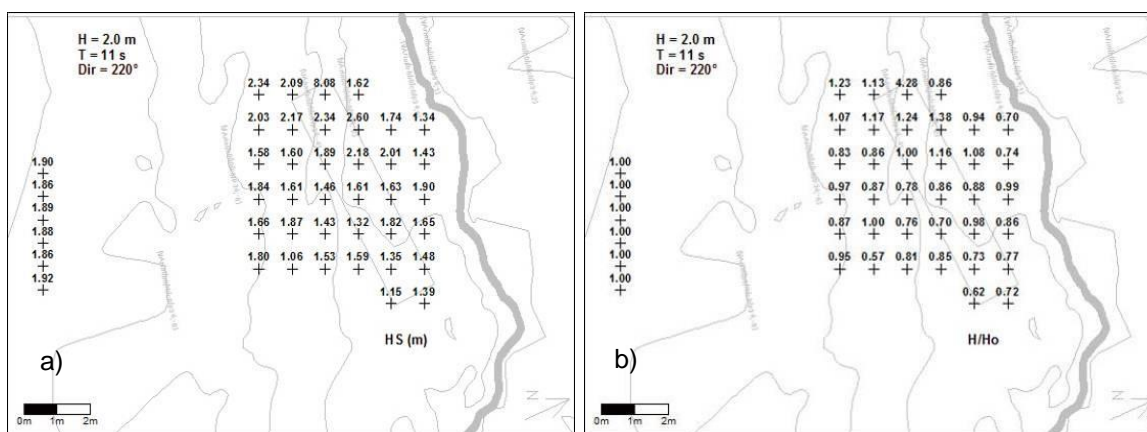 H = 2.0 m
T = 11 s
Dir = 220°
2.34 2.09 8.08 1.62
2.03 2.17 2.34 2.60 1.74 1.34
1.58 1.60 1.89 2.18 2.01 1.43
1.90
1.86
1.84 1.61 1.46 1.61 1.63 1.90
1.89
1.66 1.87 1.43 1.32 1.82 1.65
1.88
1.86
1.80 1.06 1.53 1.59 1.35 1.48
1.92
1.15 1.39
HS (m)
a)
0m 1m 2m
N
H = 2.0 m
T = 11 s
Dir = 220°
1.23 1.13 4.28 0.86
1.07 1.17 1.24 1.38 0.94 0.70
0.83 0.86 1.00 1.16 1.08 0.74
1.00
1.00
0.97 0.87 0.78 0.86 0.88 0.99
1.00
0.87 1.00 0.76 0.70 0.98 0.86
1.00
1.00
0.95 0.57 0.81 0.85 0.73 0.77
1.00
0.62 0.72
H/Ho
b)
0m 1m 2m
N